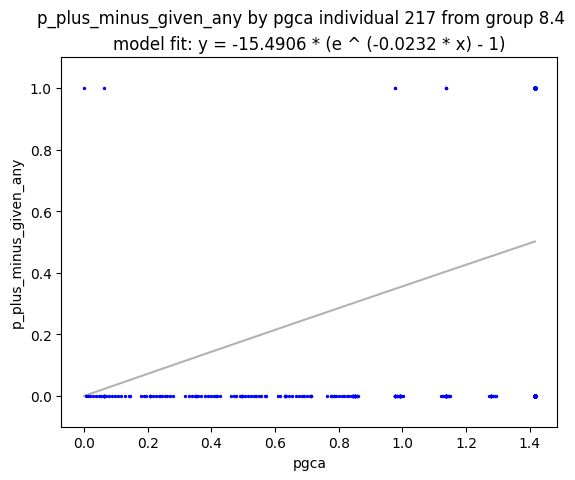 p_plus_minus_given_any by pgca individual 217 from group 8.4
model fit: y = -15.4906 * (e ^ (-0.0232 * x) - 1)
p_plus_minus_given_any
1.0
0.8
0.6
0.4
0.2
0.0
0.0 0.2 0.4 0.6 0.8 1.0 1.2 1.4
pgca